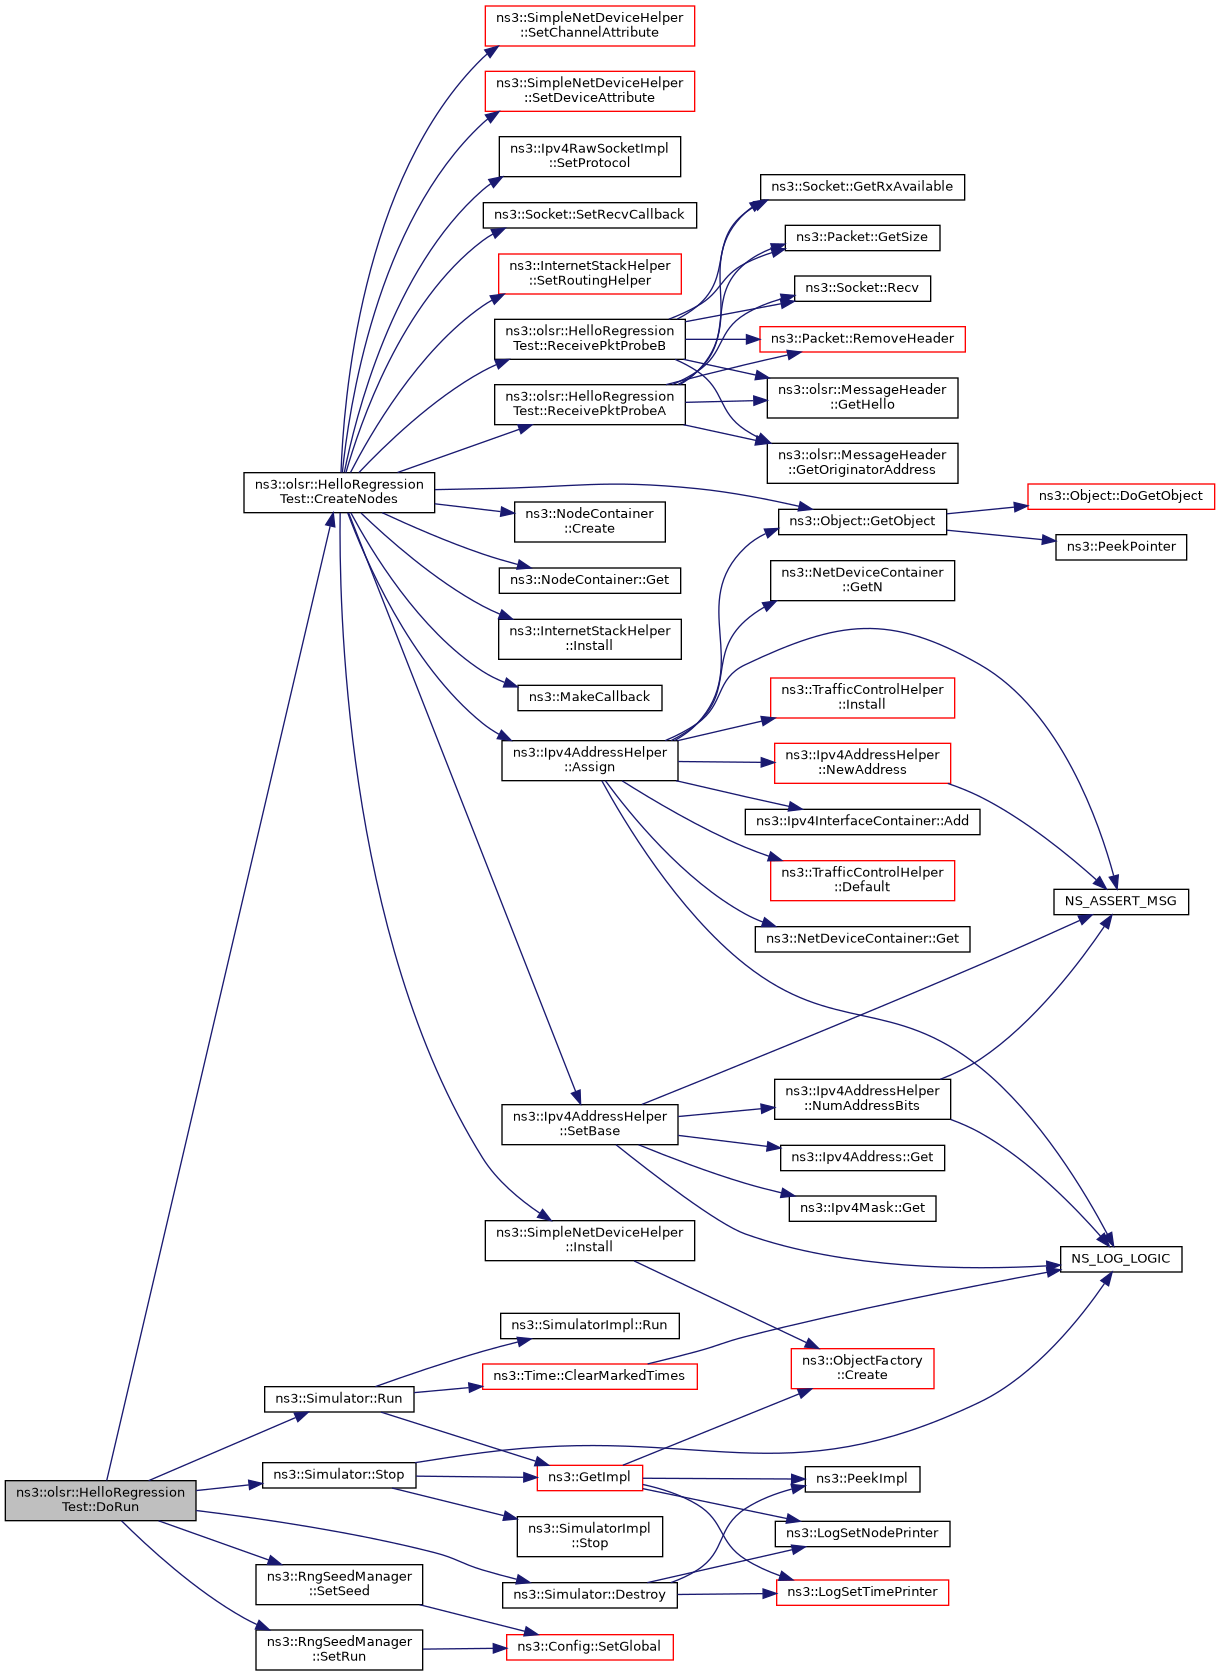 ns3::SimpleNetDeviceHelper
::SetChannelAttribute
ns3::SimpleNetDeviceHelper
::SetDeviceAttribute
ns3::Ipv4RawSocketImpl
::SetProtocol
ns3::Socket::GetRxAvailable
ns3::Socket::SetRecvCallback
ns3::Packet::GetSize
ns3::InternetStackHelper
::SetRoutingHelper
ns3::Socket::Recv
ns3::olsr::HelloRegression
Test::ReceivePktProbeB
ns3::Packet::RemoveHeader
ns3::olsr::HelloRegression
Test::ReceivePktProbeA
ns3::olsr::MessageHeader
::GetHello
ns3::olsr::MessageHeader
::GetOriginatorAddress
ns3::olsr::HelloRegression
Test::CreateNodes
ns3::Object::DoGetObject
ns3::NodeContainer
::Create
ns3::Object::GetObject
ns3::PeekPointer
ns3::NodeContainer::Get
ns3::NetDeviceContainer
::GetN
ns3::InternetStackHelper
::Install
ns3::MakeCallback
ns3::TrafficControlHelper
::Install
ns3::Ipv4AddressHelper
::Assign
ns3::Ipv4AddressHelper
::NewAddress
ns3::Ipv4InterfaceContainer::Add
ns3::TrafficControlHelper
::Default
NS_ASSERT_MSG
ns3::NetDeviceContainer::Get
ns3::Ipv4AddressHelper
::NumAddressBits
ns3::Ipv4AddressHelper
::SetBase
ns3::Ipv4Address::Get
ns3::Ipv4Mask::Get
ns3::SimpleNetDeviceHelper
::Install
NS_LOG_LOGIC
ns3::SimulatorImpl::Run
ns3::ObjectFactory
::Create
ns3::Time::ClearMarkedTimes
ns3::Simulator::Run
ns3::Simulator::Stop
ns3::GetImpl
ns3::PeekImpl
ns3::olsr::HelloRegression
Test::DoRun
ns3::SimulatorImpl
::Stop
ns3::LogSetNodePrinter
ns3::RngSeedManager
::SetSeed
ns3::Simulator::Destroy
ns3::LogSetTimePrinter
ns3::RngSeedManager
::SetRun
ns3::Config::SetGlobal